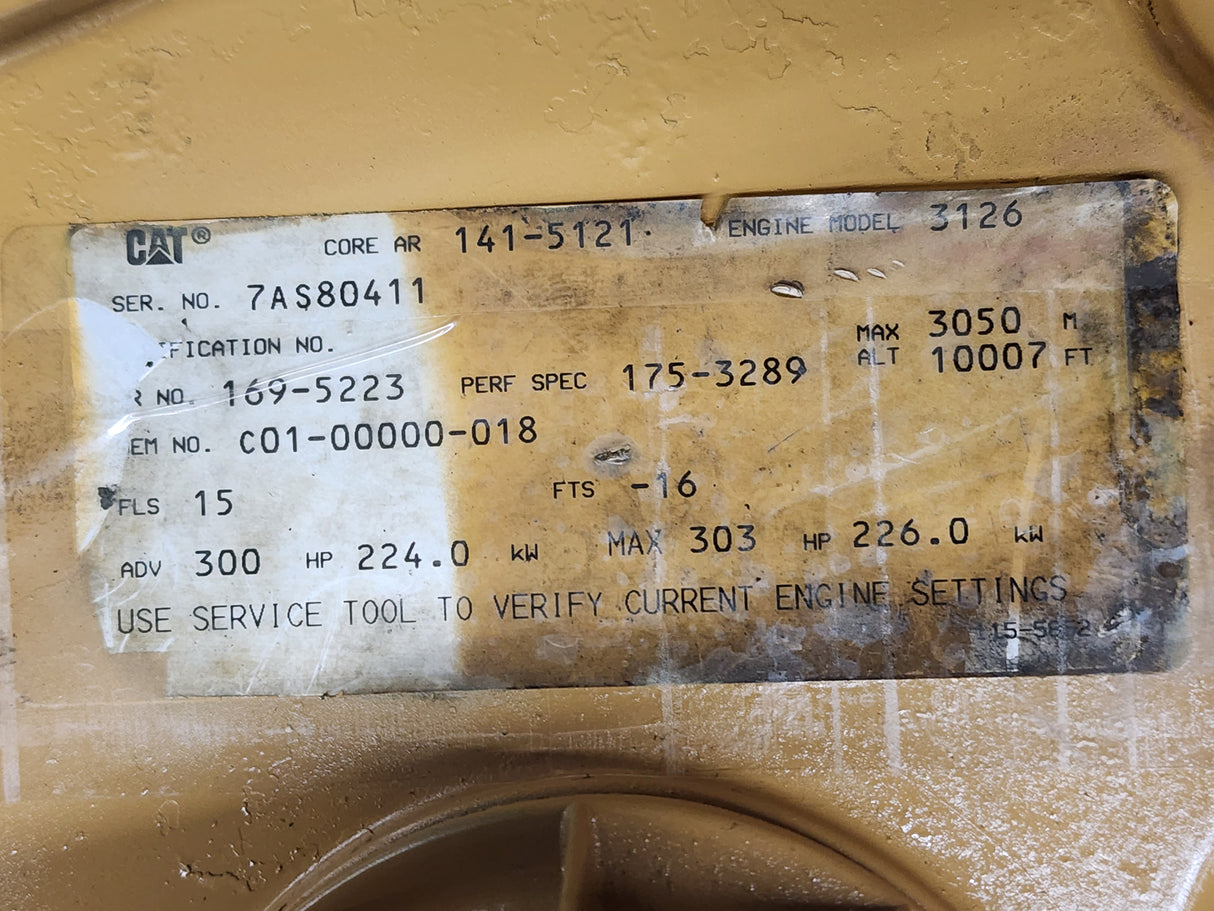 CAT® CORE AR 141-5121 ENGINE MODEL 3126
SER. NO. 7AS80411
FICATION NO. MAX 3050 M
ALT 10007 FT
R NO. 169-5223 PERF SPEC 175-3289
EM NO. C01-00000-018
FLS 15 FTS -16
ADV 300 HP 224.0 kW MAX 303 HP 226.0 kW
USE SERVICE TOOL TO VERIFY CURRENT ENGINE SETTINGS